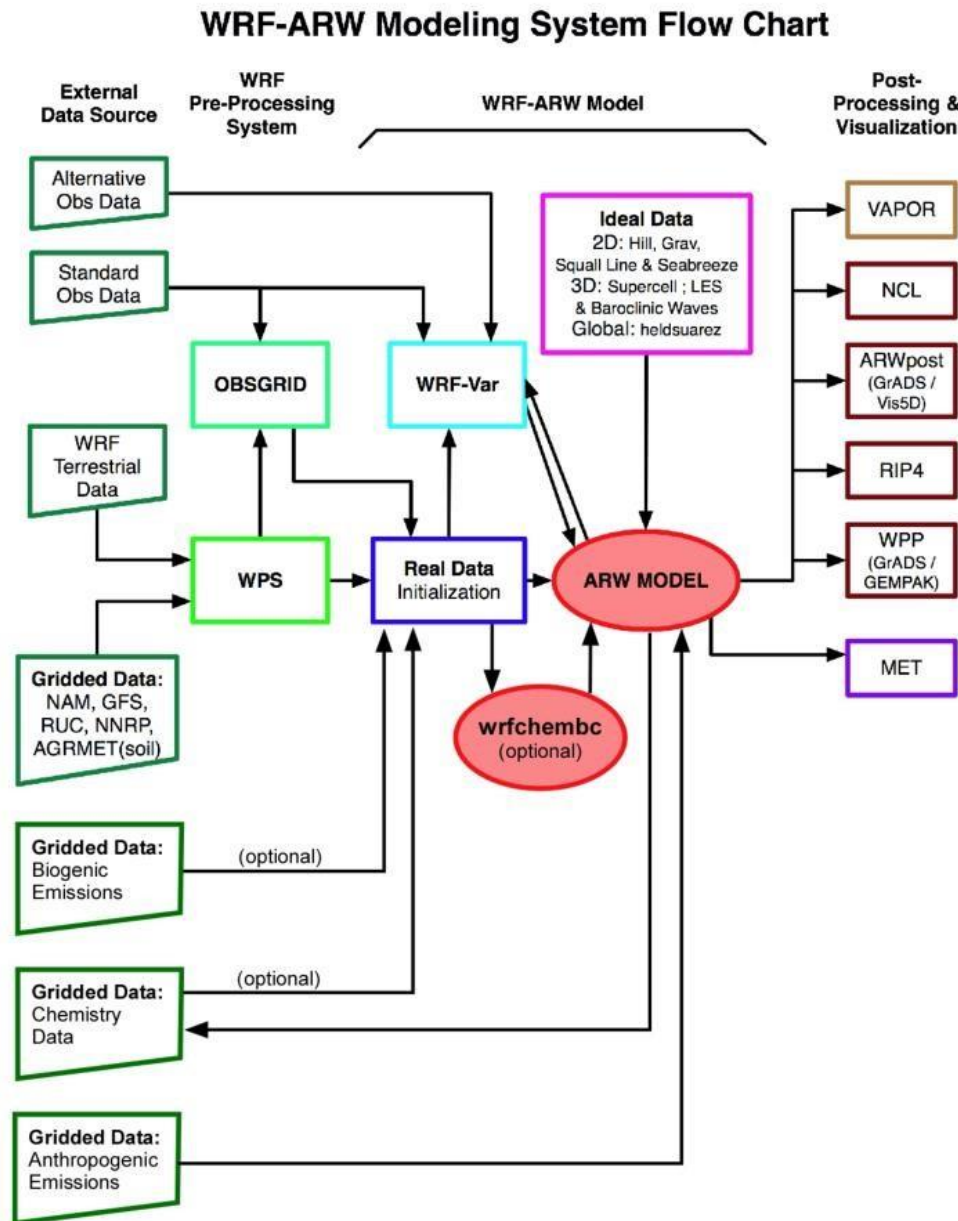 WRF-ARW Modeling System Flow Chart
External
Data Source
WRF
Pre-Processing
System
WRF-ARW Model
Post-
Processing &
Visualization
Alternative
Obs Data
Standard
Obs Data
OBSGRID
WRF-Var
Ideal Data
2D: Hill, Grav,
Squall Line & Seabreeze
3D: Supercell ; LES
& Baroclinic Waves
Global: heldsuarez
VAPOR
NCL
ARWpost
(GrADS /
Vis5D)
RIP4
WPP
(GrADS /
GEMPAK)
MET
WRF
Terrestrial
Data
WPS
Real Data
Initialization
ARW MODEL
wrfchembc
(optional)
Gridded Data:
NAM, GFS,
RUC, NNRP,
AGRMET(soil)
Gridded Data:
Biogenic
Emissions
(optional)
Gridded Data:
Chemistry
Data
(optional)
Gridded Data:
Anthropogenic
Emissions